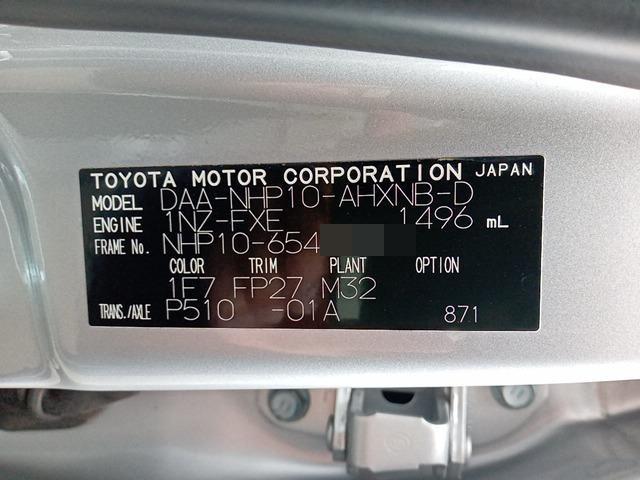 TOYOTA MOTOR CORPORATION JAPAN
MODEL DAA-NHP10-AHXNB-D
ENGINE 1NZ-FXE 1496 mL
FRAME No. NHP10-654
COLOR TRIM PLANT OPTION
1E7 FP27 M32
TRANS./AXLE P510 -01A 871